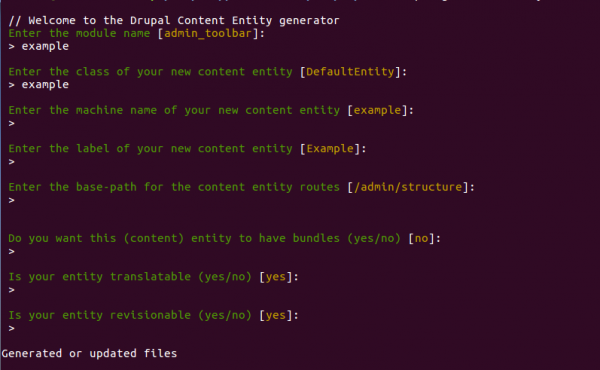 // Welcome to the Drupal Content Entity generator
Enter the module name [admin_toolbar]:
> example
Enter the class of your new content entity [DefaultEntity]:
> example
Enter the machine name of your new content entity [example]:
>
Enter the label of your new content entity [Example]:
>
Enter the base-path for the content entity routes [/admin/structure]:
>
Do you want this (content) entity to have bundles (yes/no) [no]:
>
Is your entity translatable (yes/no) [yes]:
>
Is your entity revisionable (yes/no) [yes]:
>
Generated or updated files